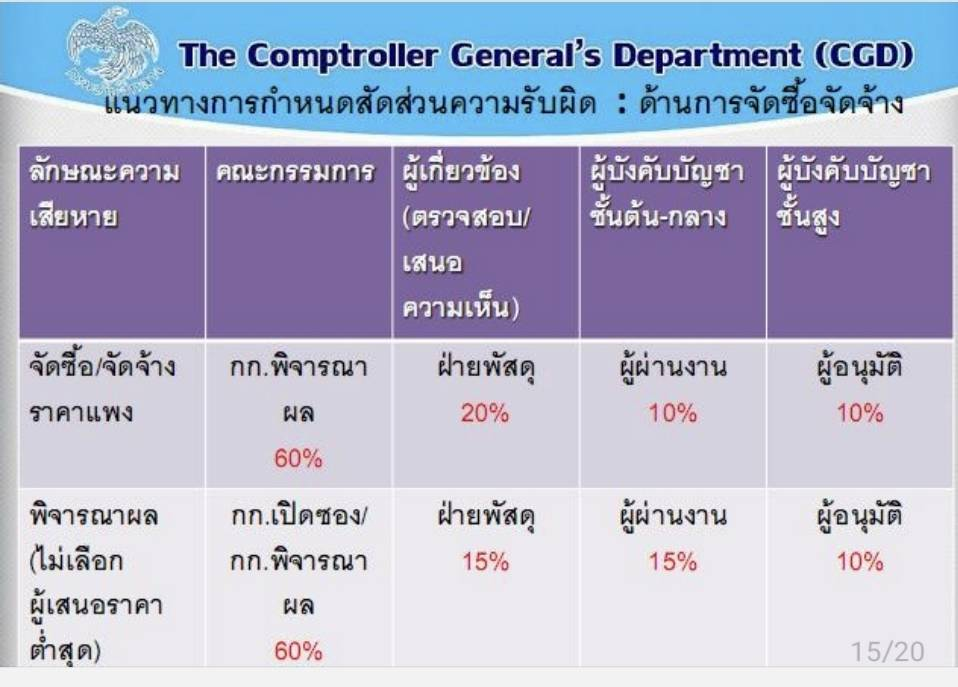 The Comptroller General's Department (CGD)
แนวทางการกำหนดสัดส่วนความรับผิด : ด้านการจัดซื้อจัดจ้าง
ลักษณะความ
เสียหาย
คณะกรรมการ
ผู้เกี่ยวข้อง
(ตรวจสอบ/
เสนอ
ความเห็น)
ผู้บังคับบัญชา
ชั้นต้น-กลาง
ผู้บังคับบัญชา
ชั้นสูง
จัดซื้อ/จัดจ้าง
ราคาแพง
กก.พิจารณา
ผล
60%
ฝ่ายพัสดุ
20%
ผู้ผ่านงาน
10%
ผู้อนุมัติ
10%
พิจารณาผล
(ไม่เลือก
ผู้เสนอราคา
ต่ำสุด)
กก.เปิดซอง/
กก.พิจารณา
ผล
60%
ฝ่ายพัสดุ
15%
ผู้ผ่านงาน
15%
ผู้อนุมัติ
10%
15/20